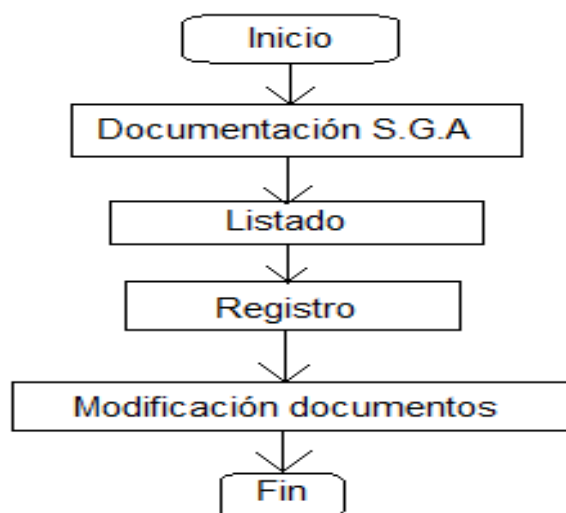 Inicio
Documentación S.G.A
Listado
Registro
Modificación documentos
Fin